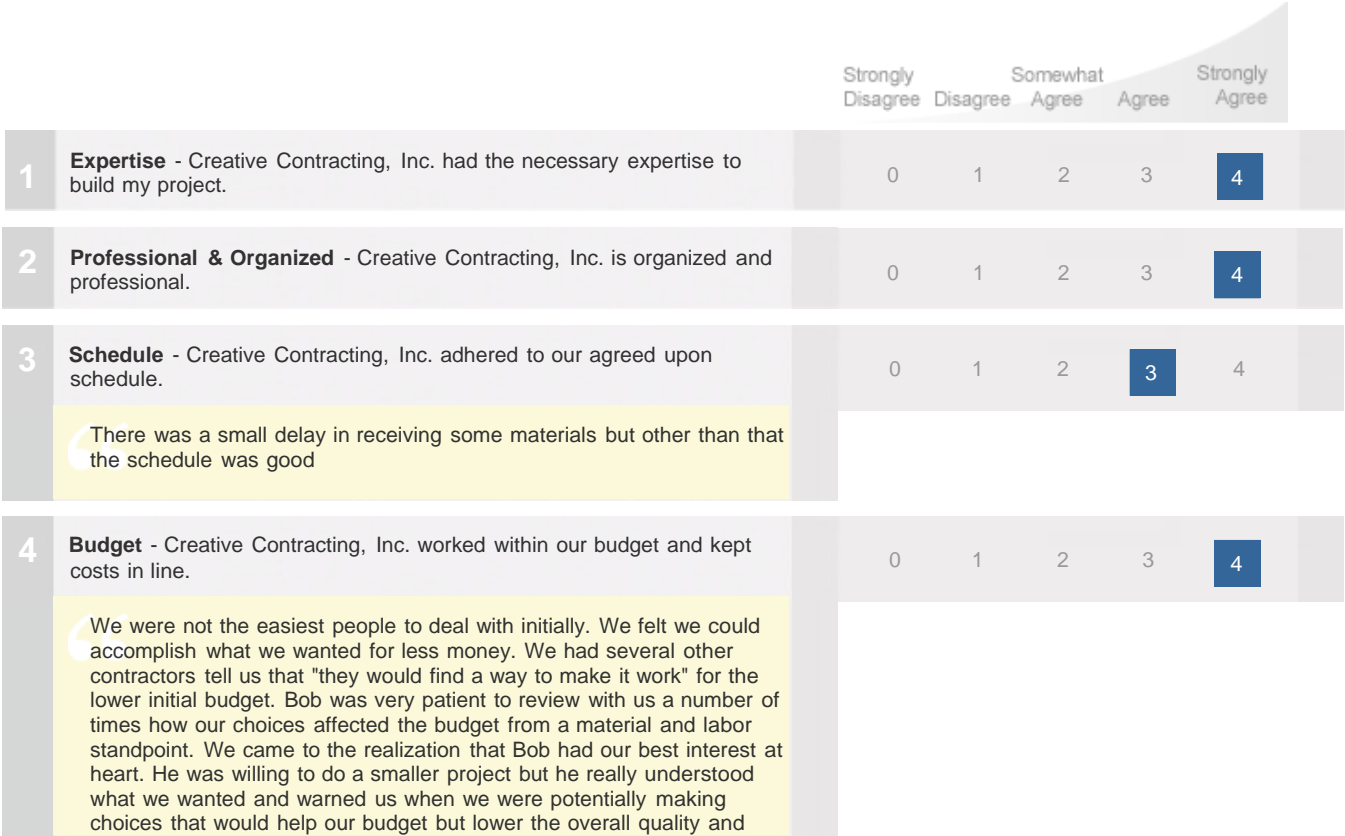 Strongly Somewhat Strongly
Disagree Disagree Agree Agree Agree
1 Expertise - Creative Contracting, Inc. had the necessary expertise to
build my project.
0 1 2 3 4
2 Professional & Organized - Creative Contracting, Inc. is organized and
professional.
0 1 2 3 4
3 Schedule - Creative Contracting, Inc. adhered to our agreed upon
schedule.
0 1 2 3 4
There was a small delay in receiving some materials but other than that
the schedule was good
4 Budget - Creative Contracting, Inc. worked within our budget and kept
costs in line.
0 1 2 3 4
We were not the easiest people to deal with initially. We felt we could
accomplish what we wanted for less money. We had several other
contractors tell us that "they would find a way to make it work" for the
lower initial budget. Bob was very patient to review with us a number of
times how our choices affected the budget from a material and labor
standpoint. We came to the realization that Bob had our best interest at
heart. He was willing to do a smaller project but he really understood
what we wanted and warned us when we were potentially making
choices that would help our budget but lower the overall quality and